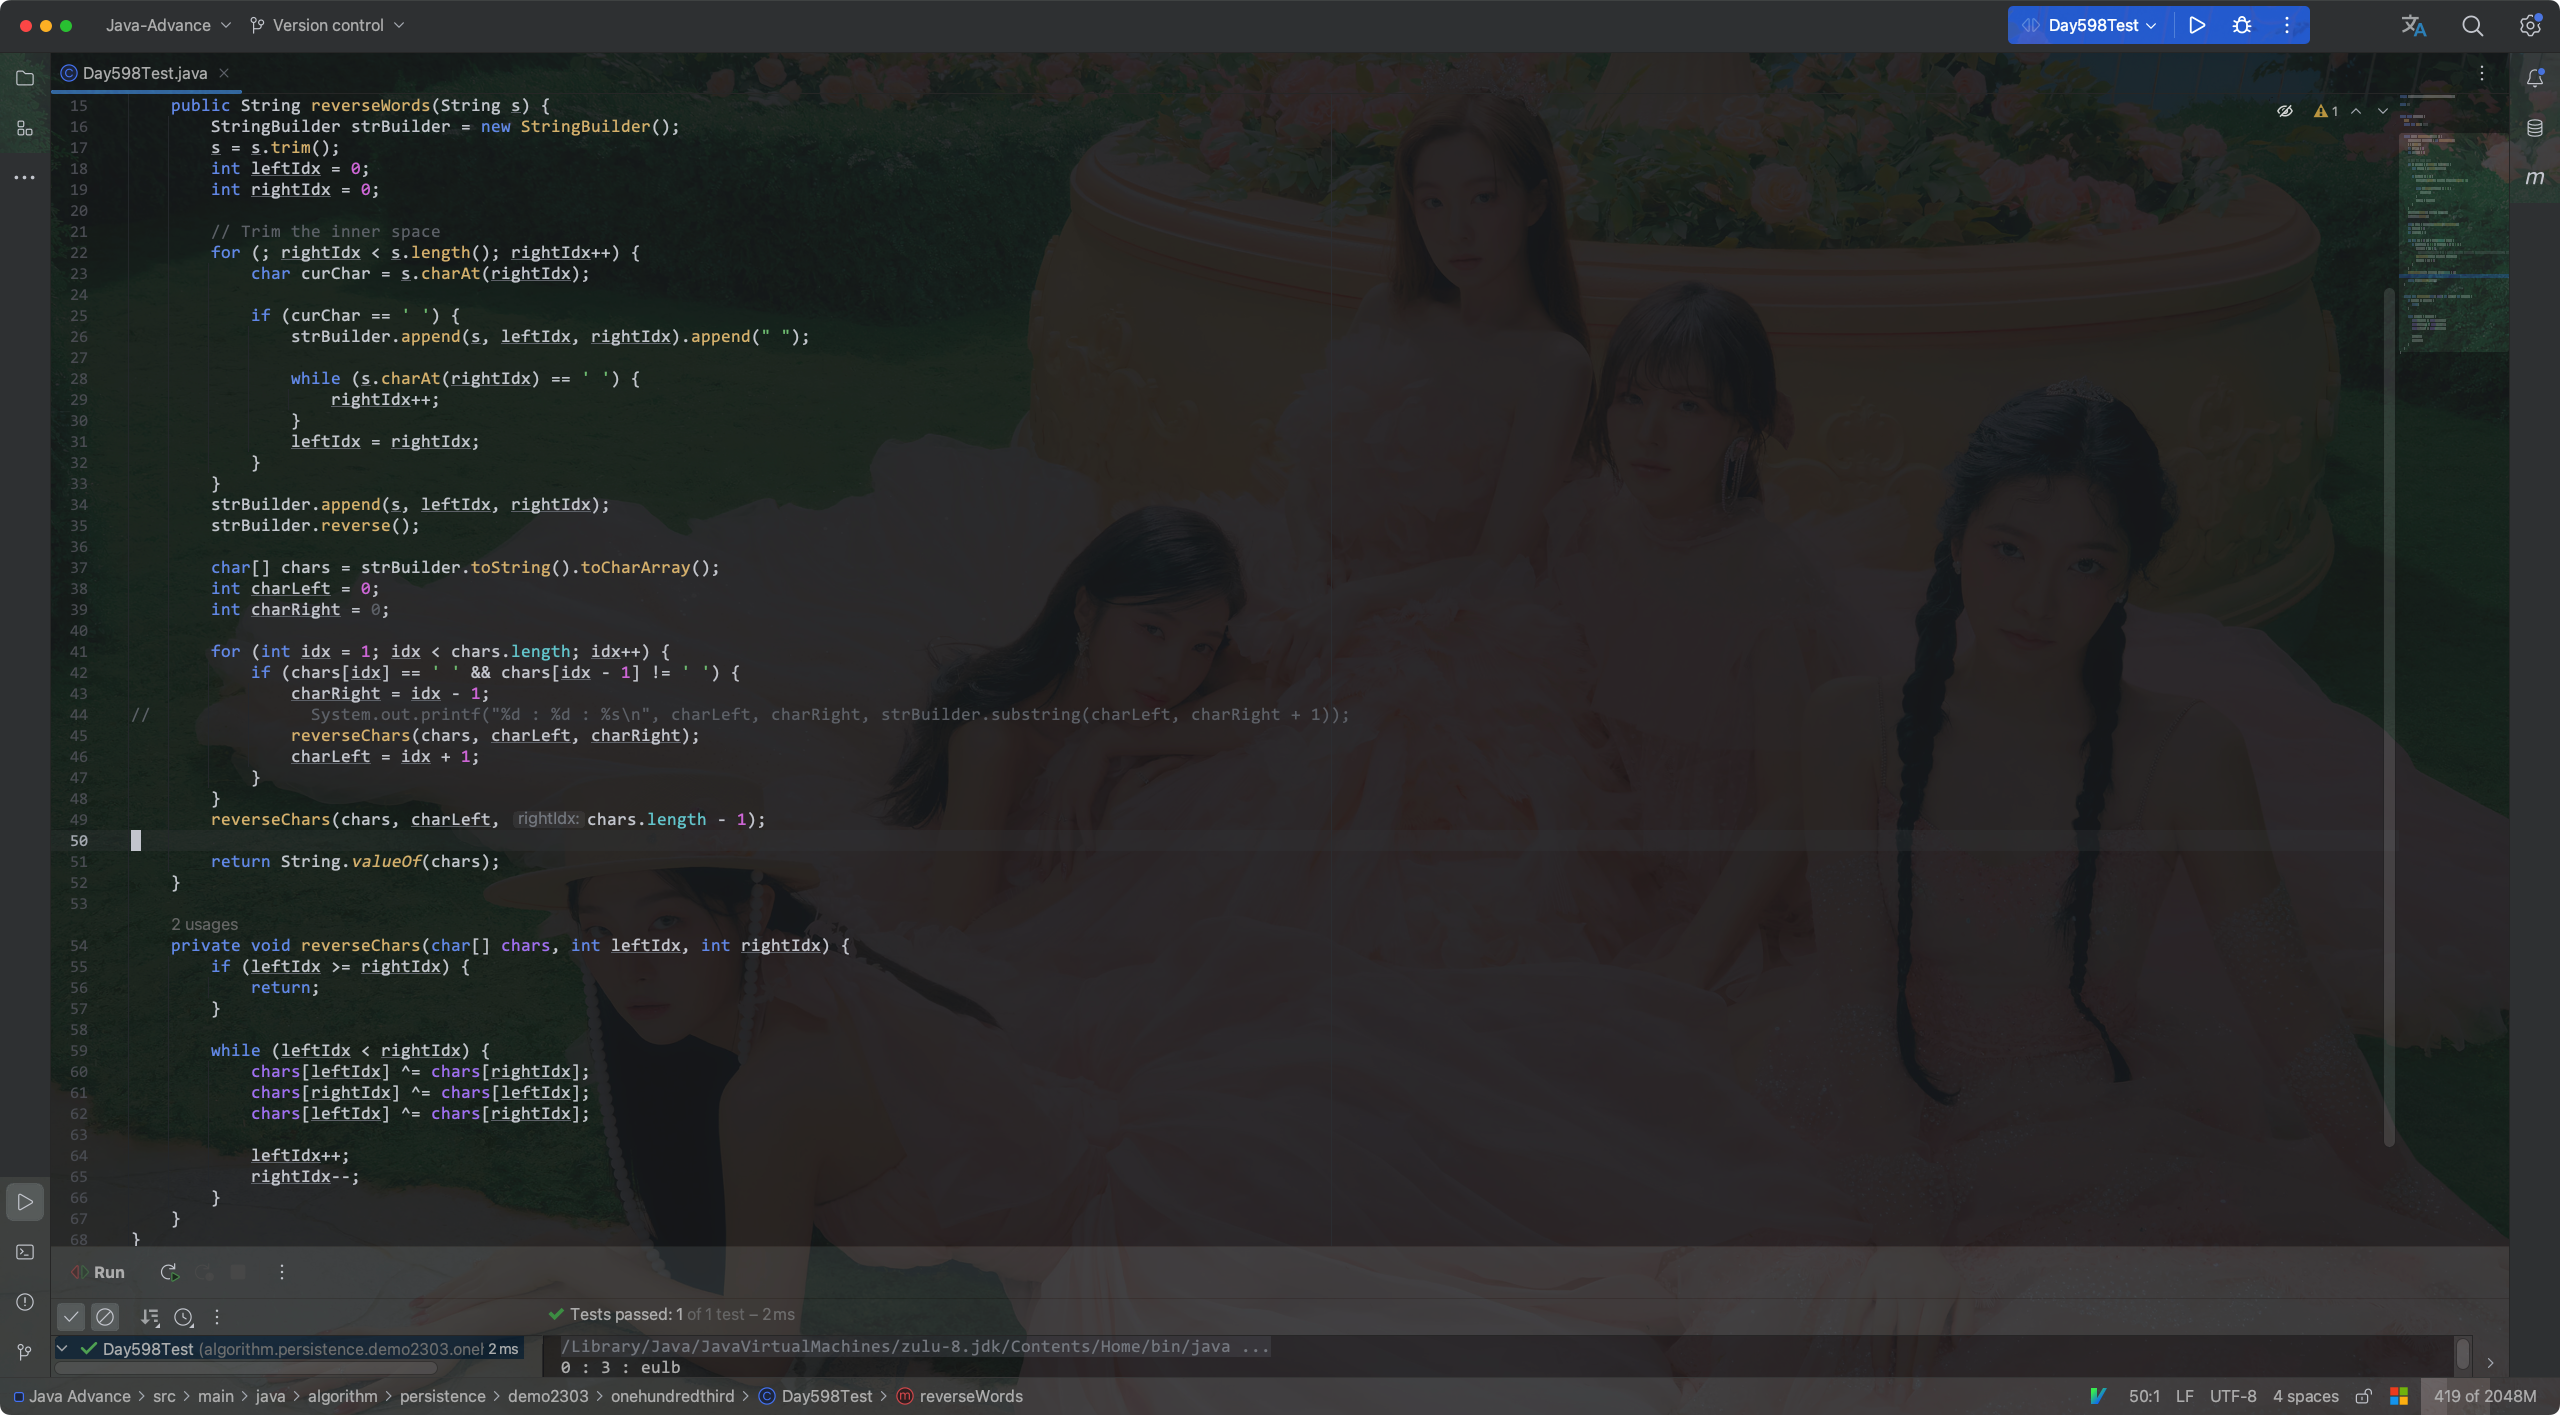 Java-Advance Version control Day598Test
Day598Test.java
15 public String reverseWords(String s) {
16 StringBuilder strBuilder = new StringBuilder();
17 s = s.trim();
18 int leftIdx = 0;
19 int rightIdx = 0;
20
21 // Trim the inner space
22 for (; rightIdx < s.length(); rightIdx++) {
23 char curChar = s.charAt(rightIdx);
24
25 if (curChar == ' ') {
26 strBuilder.append(s, leftIdx, rightIdx).append(" ");
27
28 while (s.charAt(rightIdx) == ' ') {
29 rightIdx++;
30 }
31 leftIdx = rightIdx;
32 }
33 }
34 strBuilder.append(s, leftIdx, rightIdx);
35 strBuilder.reverse();
36
37 char[] chars = strBuilder.toString().toCharArray();
38 int charLeft = 0;
39 int charRight = 0;
40
41 for (int idx = 1; idx < chars.length; idx++) {
42 if (chars[idx] == ' ' && chars[idx - 1] != ' ') {
43 charRight = idx - 1;
44 // System.out.printf("%d : %d : %s\n", charLeft, charRight, strBuilder.substring(charLeft, charRight + 1));
45 reverseChars(chars, charLeft, charRight);
46 charLeft = idx + 1;
47 }
48 }
49 reverseChars(chars, charLeft, rightIdx: chars.length - 1);
50
51 return String.valueOf(chars);
52 }
53
2 usages
54 private void reverseChars(char[] chars, int leftIdx, int rightIdx) {
55 if (leftIdx >= rightIdx) {
56 return;
57 }
58
59 while (leftIdx < rightIdx) {
60 chars[leftIdx] ^= chars[rightIdx];
61 chars[rightIdx] ^= chars[leftIdx];
62 chars[leftIdx] ^= chars[rightIdx];
63
64 leftIdx++;
65 rightIdx--;
66 }
67 }
68 }
1
m
Run
Tests passed: 1 of 1 test – 2 ms
Day598Test (algorithm.persistence.demo2303.onel 2 ms
/Library/Java/JavaVirtualMachines/zulu-8.jdk/Contents/Home/bin/java ...
0 : 3 : eulb
Java Advance > src > main > java > algorithm > persistence > demo2303 > onehundredthird > Day598Test > reverseWords
50:1 LF UTF-8 4 spaces 419 of 2048M